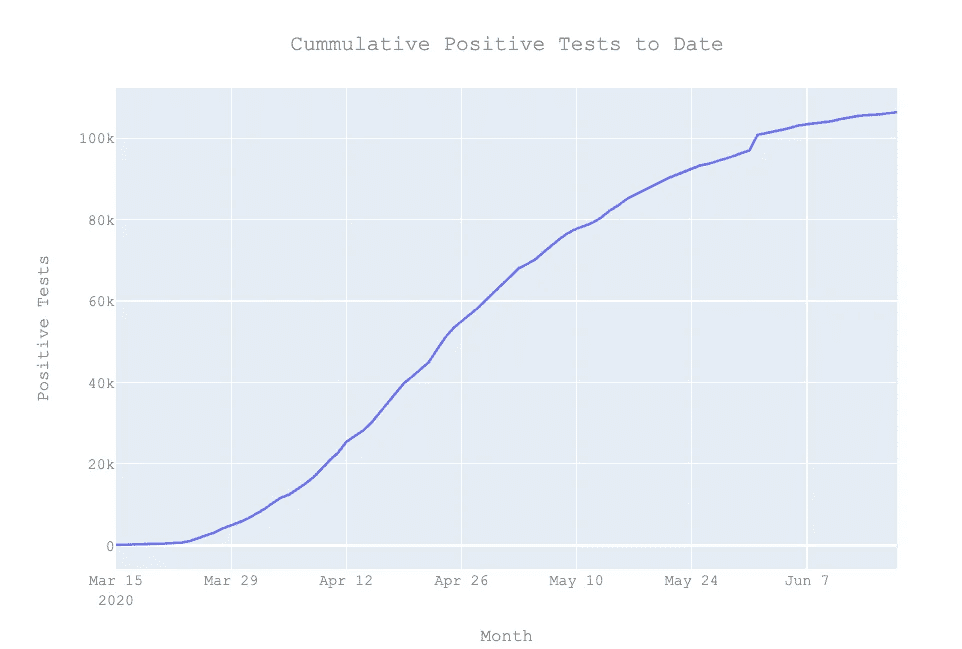 Cummulative Positive Tests to Date
100k
80k
60k
40k
20k
0
Positive Tests
Mar 15 Mar 29 Apr 12 Apr 26 May 10 May 24 Jun 7
2020
Month